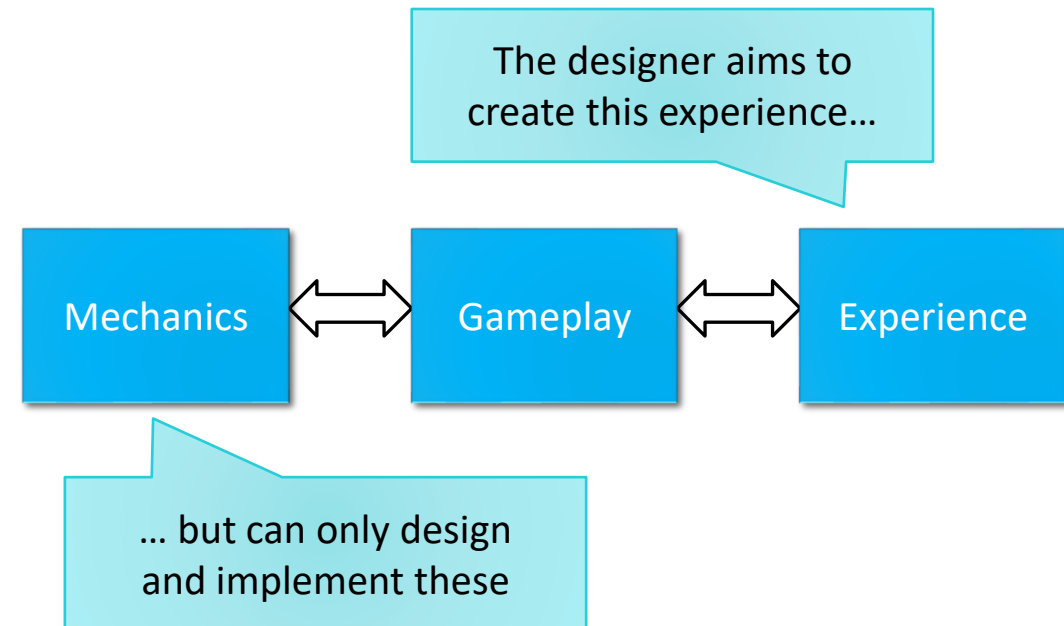 The designer aims to
create this experience…
Mechanics
Gameplay
Experience
… but can only design
and implement these